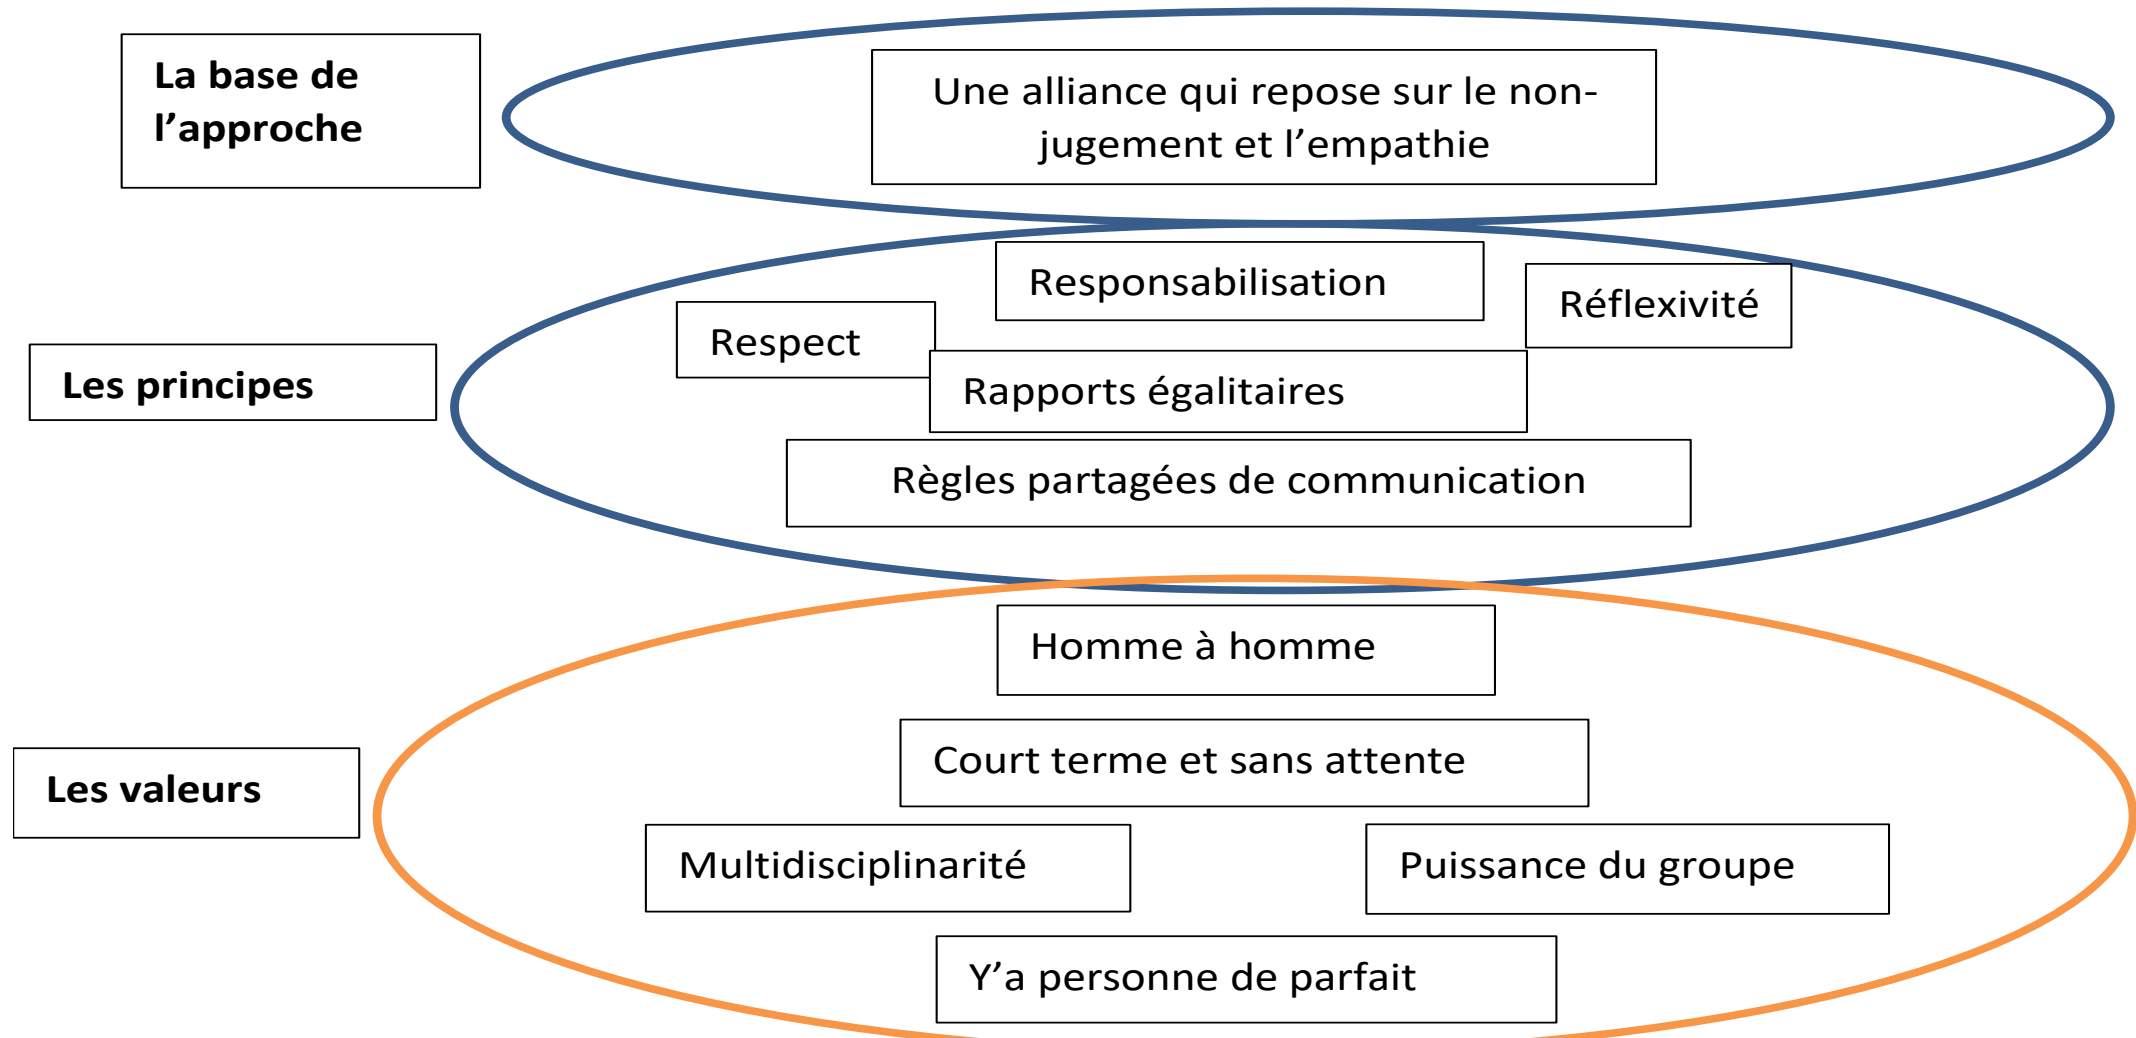 La base de
l’approche
Une alliance qui repose sur le non-
jugement et l’empathie
Responsabilisation
Réflexivité
Respect
Les principes
Rapports égalitaires
Règles partagées de communication
Homme à homme
Court terme et sans attente
Les valeurs
Multidisciplinarité
Puissance du groupe
Y’a personne de parfait